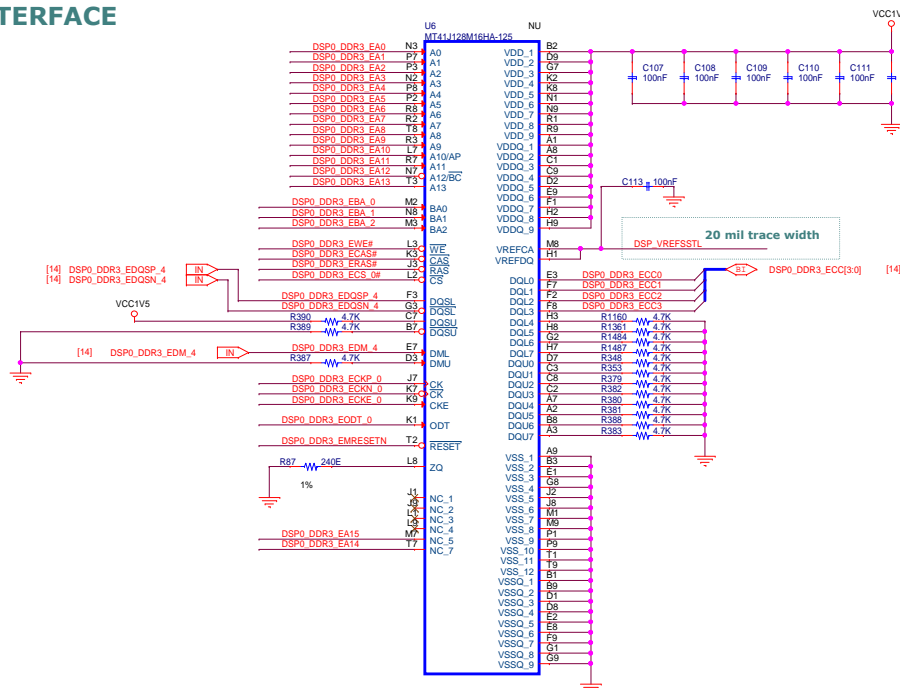 TERFACE
U6 NU
MT41J128M16HA-125
VCC1V
DSP0_DDR3_EA0 N3 A0
DSP0_DDR3_EA1 P7 A1
DSP0_DDR3_EA2 P3 A2
DSP0_DDR3_EA3 N2 A3
DSP0_DDR3_EA4 P8 A4
DSP0_DDR3_EA5 P2 A5
DSP0_DDR3_EA6 R8 A6
DSP0_DDR3_EA7 R2 A7
DSP0_DDR3_EA8 T8 A8
DSP0_DDR3_EA9 R3 A9
DSP0_DDR3_EA10 L7 A10/AP
DSP0_DDR3_EA11 R7 A11
DSP0_DDR3_EA12 N7 A12/BC
DSP0_DDR3_EA13 T3 A13
DSP0_DDR3_EBA_0 M2 BA0
DSP0_DDR3_EBA_1 N8 BA1
DSP0_DDR3_EBA_2 M3 BA2
DSP0_DDR3_EWE# L3 WE
DSP0_DDR3_ECAS# K3 CAS
DSP0_DDR3_ERAS# J3 RAS
DSP0_DDR3_ECS_0# L2 CS
[14] DSP0_DDR3_EDQSP_4 IN
[14] DSP0_DDR3_EDQSN_4 IN
DSP0_DDR3_EDQSP_4 F3 DQSL
DSP0_DDR3_EDQSN_4 G3 DQSL
VCC1V5
R390 4.7K C7 DQSU
R389 4.7K B7 DQSU
[14] DSP0_DDR3_EDM_4 IN E7 DML
R387 4.7K D3 DMU
DSP0_DDR3_ECKP_0 J7 CK
DSP0_DDR3_ECKN_0 K7 CK
DSP0_DDR3_ECKE_0 K9 CKE
DSP0_DDR3_EODT_0 K1 ODT
DSP0_DDR3_EMRESETN T2 RESET
R87 240E L8 ZQ
1%
J1 NC_1
J9 NC_2
L1 NC_3
L9 NC_4
DSP0_DDR3_EA15 M7 NC_5
DSP0_DDR3_EA14 T7 NC_7
VDD_1 B2
VDD_2 D9
VDD_3 G7
VDD_4 K2
VDD_5 K8
VDD_6 N1
VDD_7 N9
VDD_8 R1
VDD_9 R9
VDDQ_1 A1
VDDQ_2 A8
VDDQ_3 C1
VDDQ_4 C9
VDDQ_5 D2
VDDQ_6 E9
VDDQ_7 F1
VDDQ_8 H2
VDDQ_9 H9
C107 100nF
C108 100nF
C109 100nF
C110 100nF
C111 100nF
C113 100nF
20 mil trace width
VREFCA M8 DSP_VREFSSTL
VREFDQ H1
DQL0 E3 DSP0_DDR3_ECC0
DQL1 F7 DSP0_DDR3_ECC1
DQL2 F2 DSP0_DDR3_ECC2
DQL3 F8 DSP0_DDR3_ECC3
BI DSP0_DDR3_ECC[3:0] [14]
DQL4 H3 R1160 4.7K
DQL5 H8 R1361 4.7K
DQL6 G2 R1484 4.7K
DQL7 H7 R1487 4.7K
DQU0 D7 R348 4.7K
DQU1 C3 R353 4.7K
DQU2 C8 R379 4.7K
DQU3 C2 R382 4.7K
DQU4 A7 R380 4.7K
DQU5 A2 R381 4.7K
DQU6 B8 R388 4.7K
DQU7 A3 R383 4.7K
VSS_1 A9
VSS_2 B3
VSS_3 E1
VSS_4 G8
VSS_5 J2
VSS_6 J8
VSS_7 M1
VSS_8 M9
VSS_9 P1
VSS_10 P9
VSS_11 T1
VSS_12 T9
VSSQ_1 B1
VSSQ_2 B9
VSSQ_3 D1
VSSQ_4 D8
VSSQ_5 E2
VSSQ_6 E8
VSSQ_7 F9
VSSQ_8 G1
VSSQ_9 G9